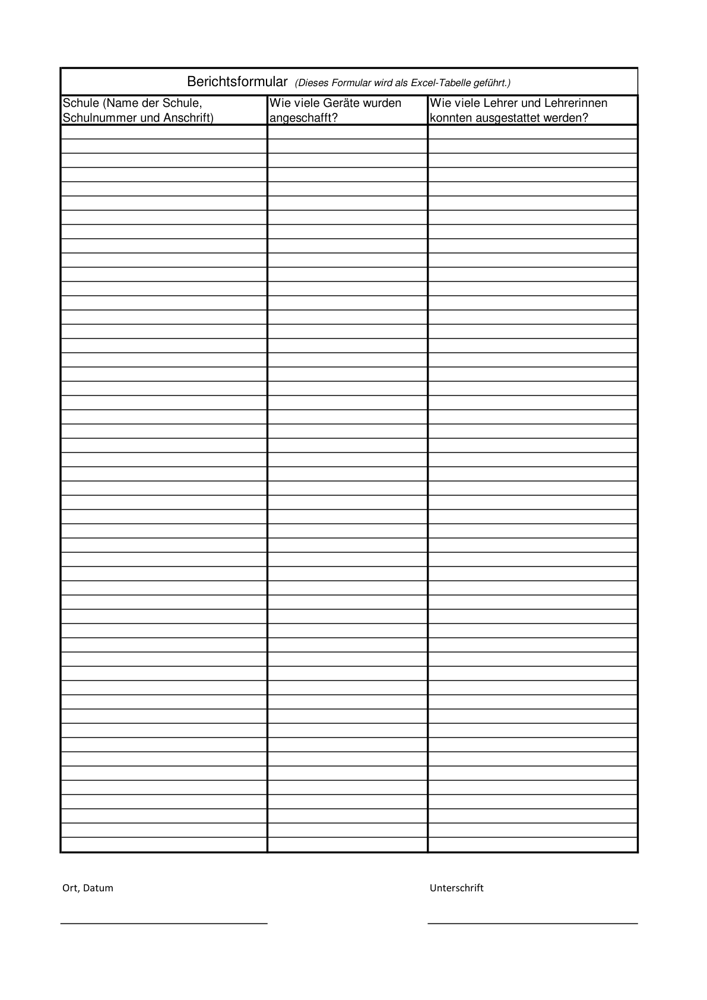 Berichtsformular (Dieses Formular wird als Excel-Tabelle geführt.)
Schule (Name der Schule,
Schulnummer und Anschrift)
Wie viele Geräte wurden
angeschafft?
Wie viele Lehrer und Lehrerinnen
konnten ausgestattet werden?
Ort, Datum
Unterschrift